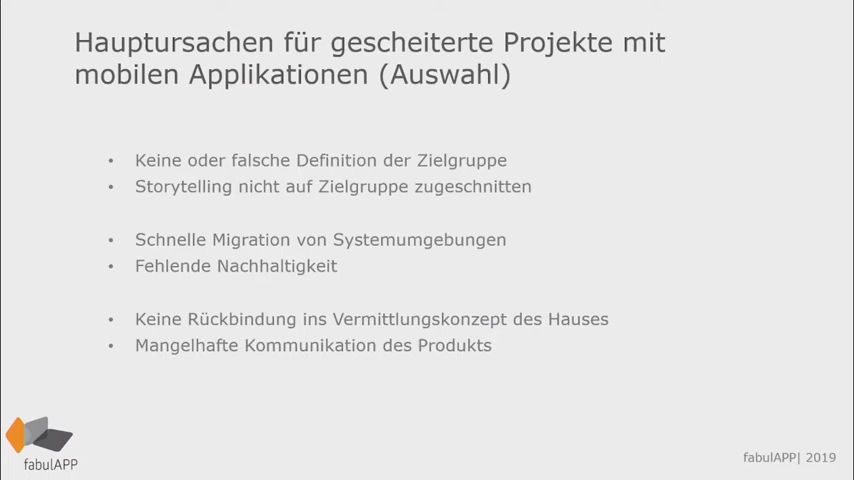 Hauptursachen für gescheiterte Projekte mit
mobilen Applikationen (Auswahl)
• Keine oder falsche Definition der Zielgruppe
• Storytelling nicht auf Zielgruppe zugeschnitten
• Schnelle Migration von Systemumgebungen
• Fehlende Nachhaltigkeit
• Keine Rückbindung ins Vermittlungskonzept des Hauses
• Mangelhafte Kommunikation des Produkts
fabulAPP
fabulAPP| 2019